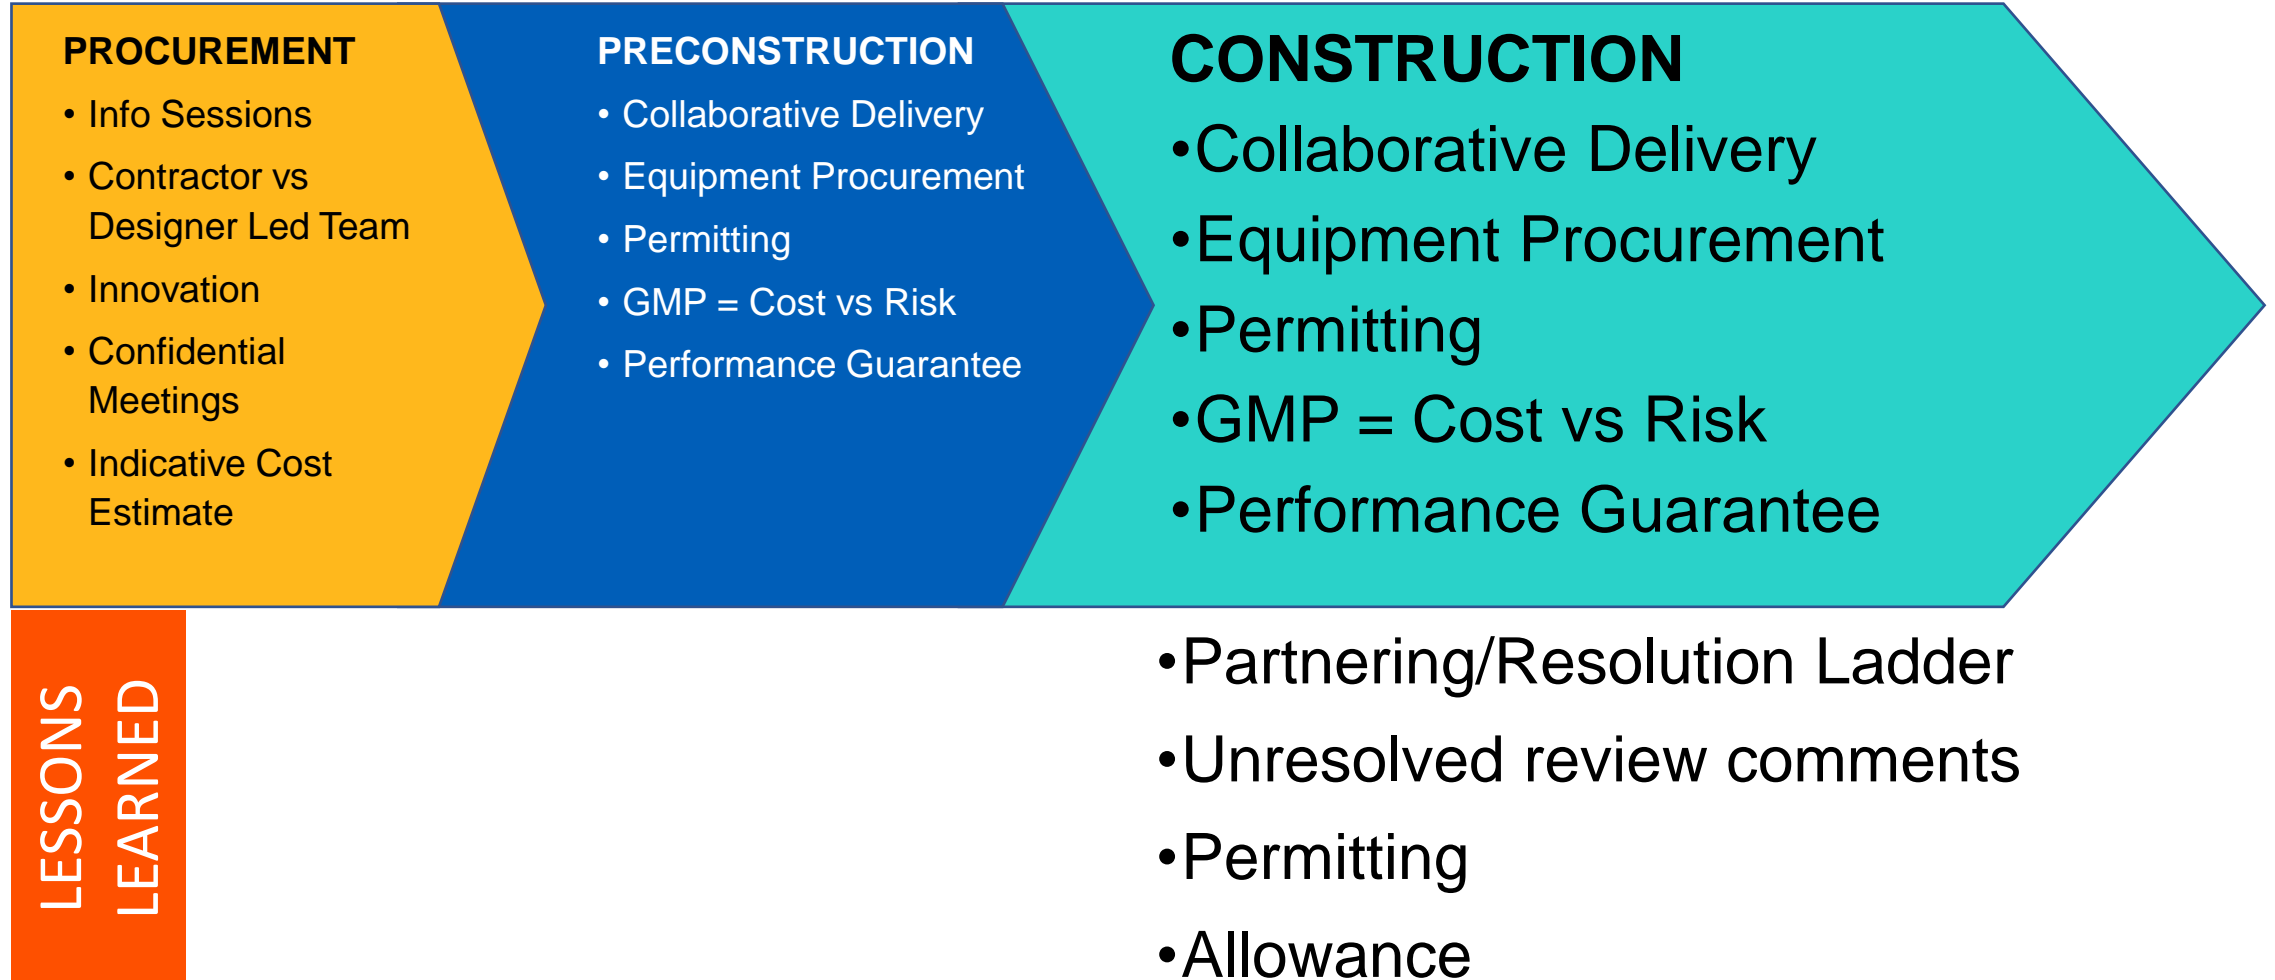 PROCUREMENT
• Info Sessions
• Contractor vs
Designer Led Team
• Innovation
• Confidential
Meetings
• Indicative Cost
Estimate
PRECONSTRUCTION
• Collaborative Delivery
• Equipment Procurement
• Permitting
• GMP = Cost vs Risk
• Performance Guarantee
CONSTRUCTION
•Collaborative Delivery
•Equipment Procurement
•Permitting
•GMP = Cost vs Risk
•Performance Guarantee
LESSONS
LEARNED
•Partnering/Resolution Ladder
•Unresolved review comments
•Permitting
•Allowance